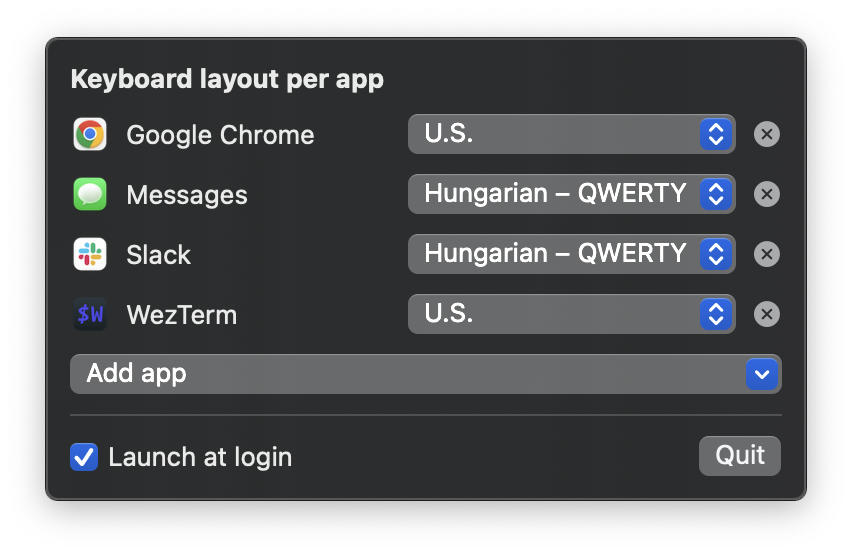 Keyboard layout per app
Google Chrome U.S.
Messages Hungarian – QWERTY
Slack Hungarian – QWERTY
$W WezTerm U.S.
Add app
Launch at login Quit